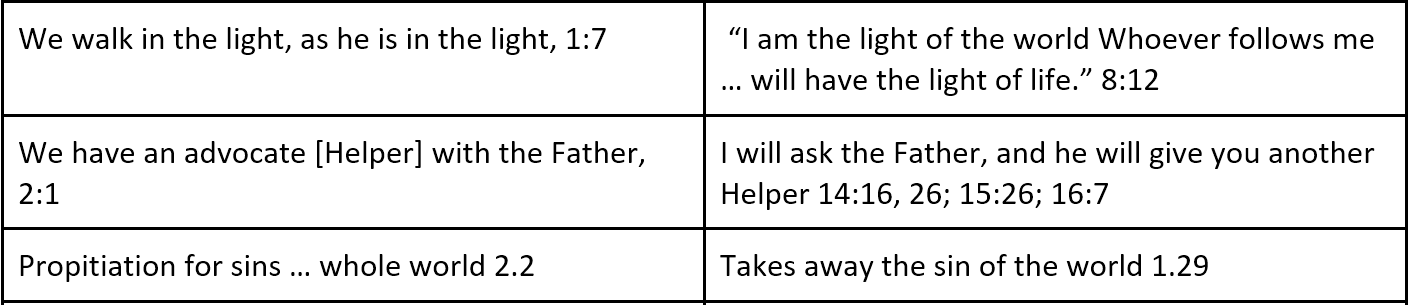 We walk in the light, as he is in the light, 1:7
“I am the light of the world Whoever follows me
… will have the light of life.” 8:12
We have an advocate [Helper] with the Father,
2:1
I will ask the Father, and he will give you another
Helper 14:16, 26; 15:26; 16:7
Propitiation for sins … whole world 2.2
Takes away the sin of the world 1.29